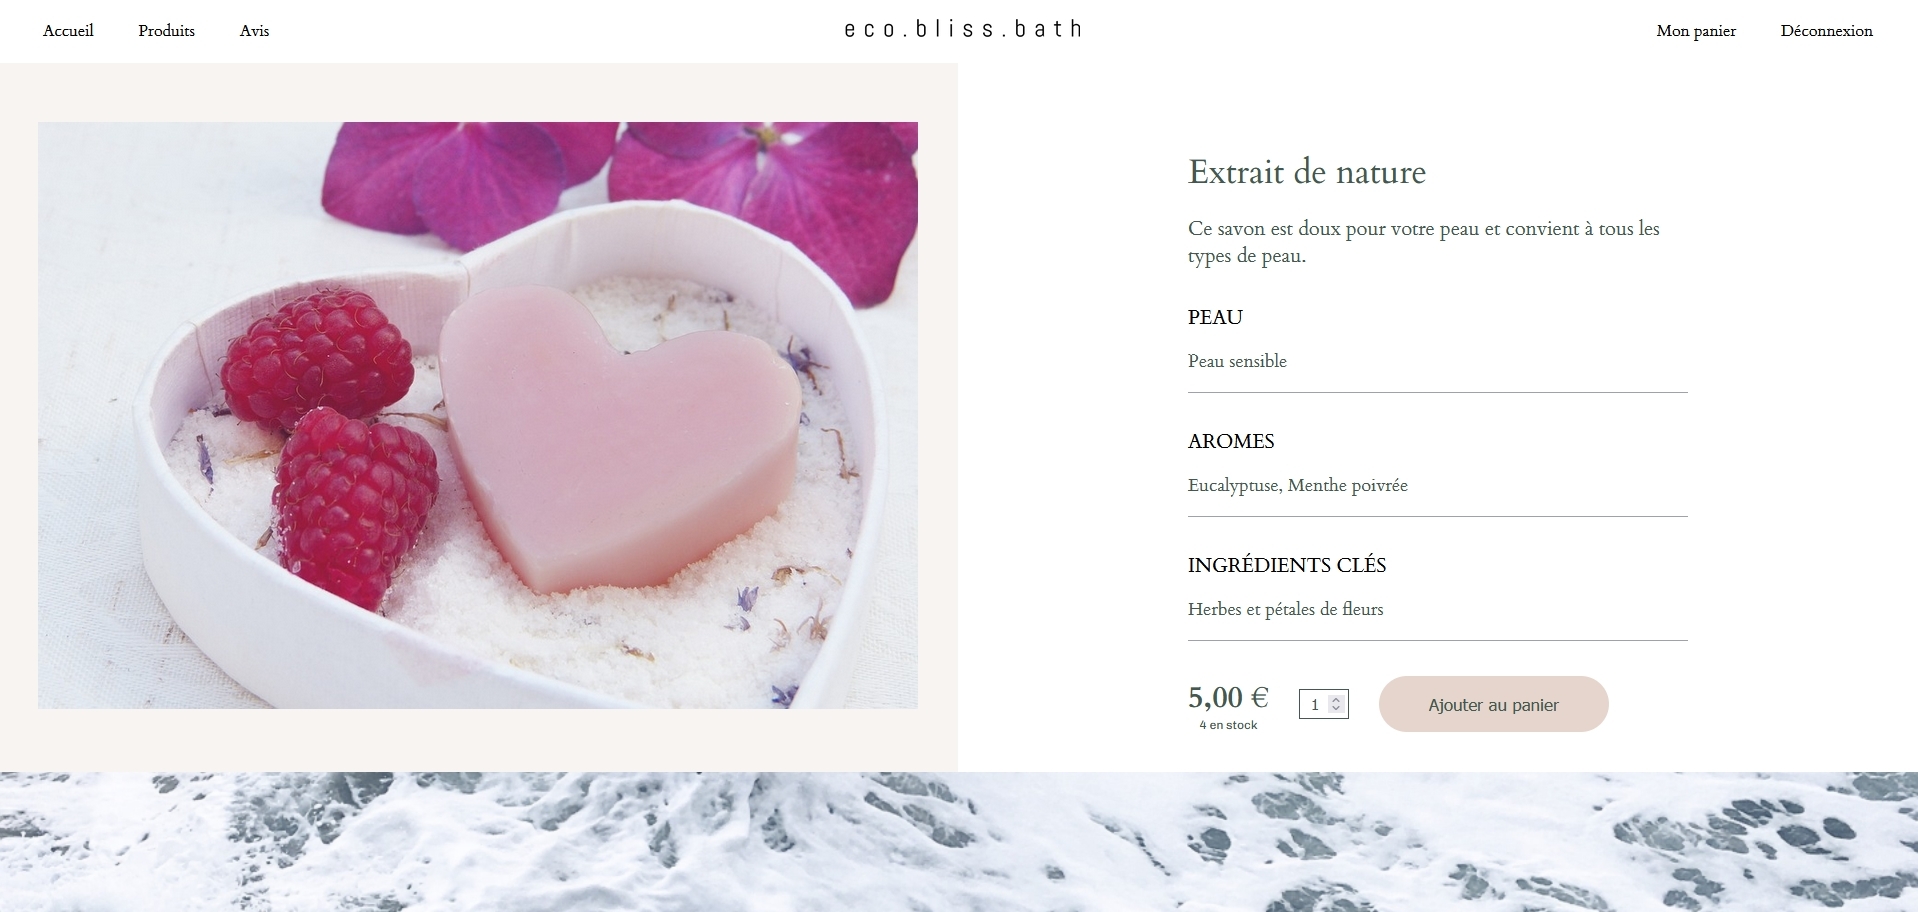 Accueil Produits Avis eco.bliss.bath Mon panier Déconnexion
Extrait de nature
Ce savon est doux pour votre peau et convient à tous les
types de peau.
PEAU
Peau sensible
AROMES
Eucalyptuse, Menthe poivrée
INGRÉDIENTS CLÉS
Herbes et pétales de fleurs
5,00 € 1 Ajouter au panier
4 en stock